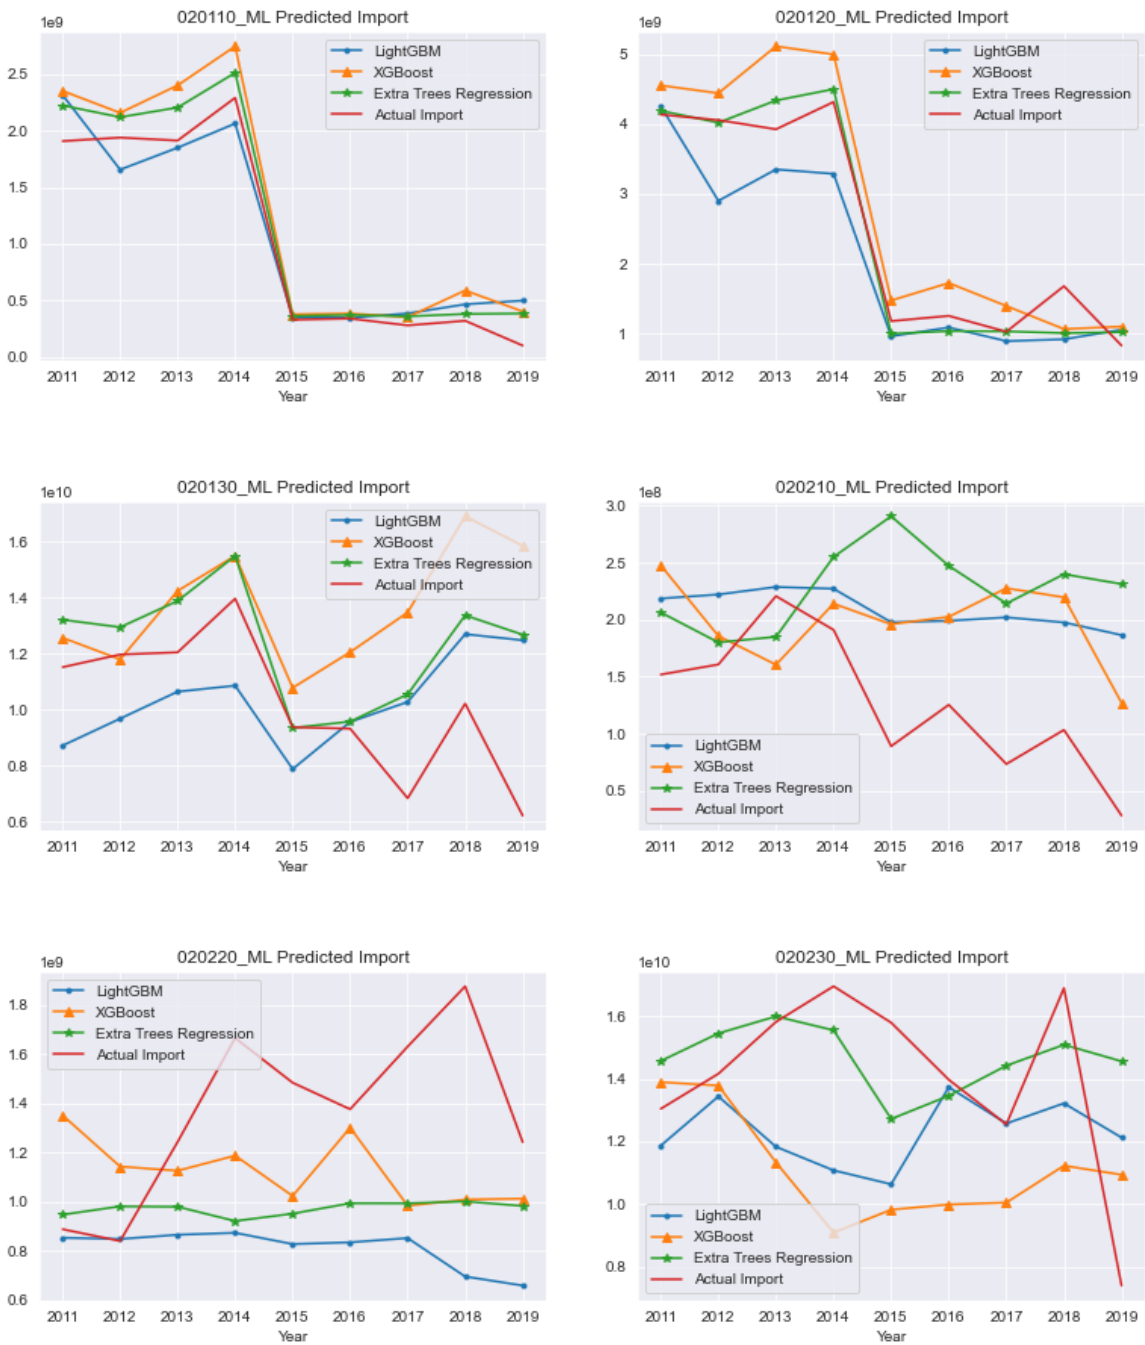 020110_ML Predicted Import
1e9
LightGBM
XGBoost
Extra Trees Regression
Actual Import
2.5
2.0
1.5
1.0
0.5
0.0
2011 2012 2013 2014 2015 2016 2017 2018 2019
Year
020120_ML Predicted Import
1e9
LightGBM
XGBoost
Extra Trees Regression
Actual Import
5
4
3
2
1
2011 2012 2013 2014 2015 2016 2017 2018 2019
Year
020130_ML Predicted Import
1e10
LightGBM
XGBoost
Extra Trees Regression
Actual Import
1.6
1.4
1.2
1.0
0.8
0.6
2011 2012 2013 2014 2015 2016 2017 2018 2019
Year
020210_ML Predicted Import
1e8
3.0
2.5
2.0
1.5
1.0
0.5
LightGBM
XGBoost
Extra Trees Regression
Actual Import
2011 2012 2013 2014 2015 2016 2017 2018 2019
Year
020220_ML Predicted Import
1e9
LightGBM
XGBoost
Extra Trees Regression
Actual Import
1.8
1.6
1.4
1.2
1.0
0.8
0.6
2011 2012 2013 2014 2015 2016 2017 2018 2019
Year
020230_ML Predicted Import
1e10
1.6
1.4
1.2
1.0
0.8
LightGBM
XGBoost
Extra Trees Regression
Actual Import
2011 2012 2013 2014 2015 2016 2017 2018 2019
Year